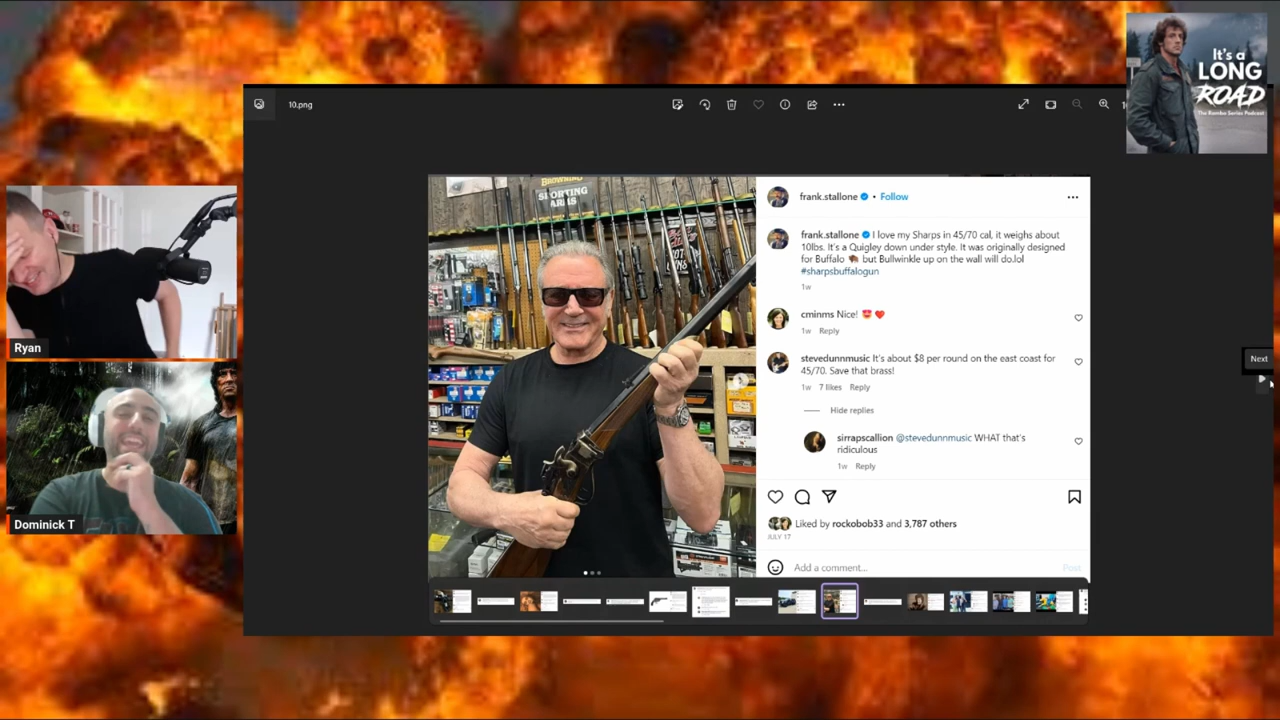 10.png
It's a
LONG
ROAD
The Rambo Series Podcast
BROWNING
SPORTING
ARMS
frank.stallone • Follow
frank.stallone I love my Sharps in 45/70 cal, it weighs about
10lbs. It's a Quigley down under style. It was originally designed
for Buffalo 🦬 but Bullwinkle up on the wall will do.lol
#sharpsbuffalogun
1w
cminms Nice! 😍 ❤️
1w Reply
stevedunnmusic It's about $8 per round on the east coast for
45/70. Save that brass!
1w 7 likes Reply
Hide replies
sirrapscallion @stevedunnmusic WHAT that's
ridiculous
1w Reply
Liked by rockobob33 and 3,787 others
JULY 17
Add a comment...
Post
Next
Ryan
Dominick T